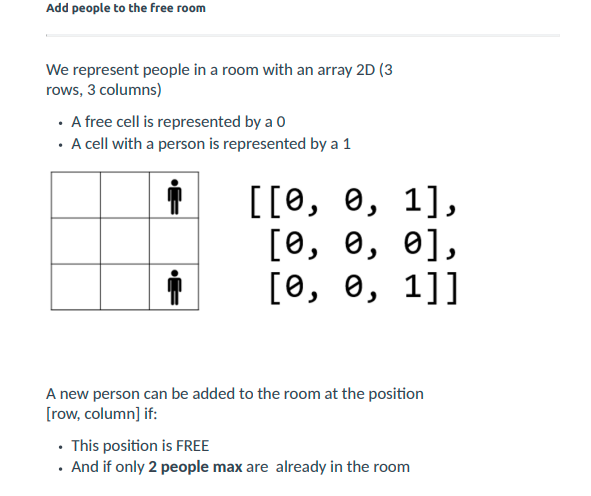 Add people to the free room
We represent people in a room with an array 2D (3
rows, 3 columns)
• A free cell is represented by a 0
• A cell with a person is represented by a 1
[[0, 0, 1],
[0, 0, 0],
[0, 0, 1]]
A new person can be added to the room at the position
[row, column] if:
• This position is FREE
• And if only 2 people max are already in the room